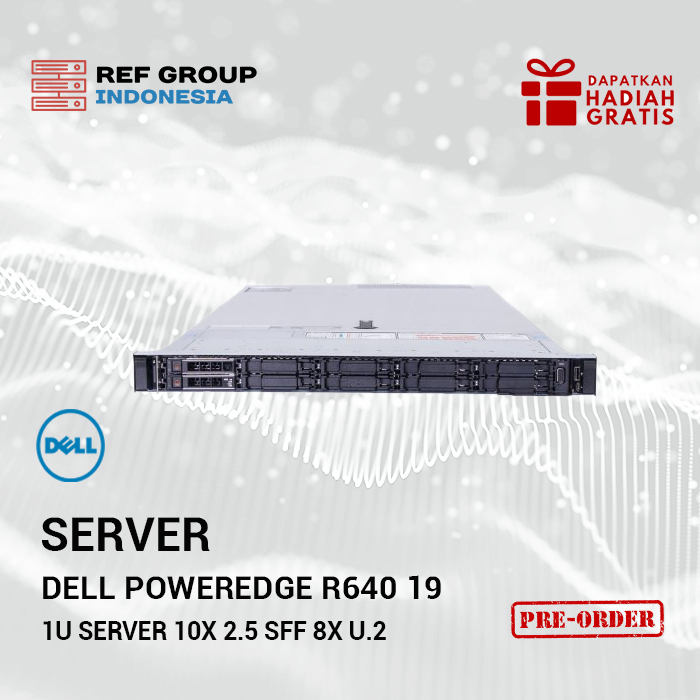 REF GROUP
INDONESIA
DAPATKAN
HADIAH
GRATIS
DELL
SERVER
DELL POWEREDGE R640 19
1U SERVER 10X 2.5 SFF 8X U.2
PRE-ORDER